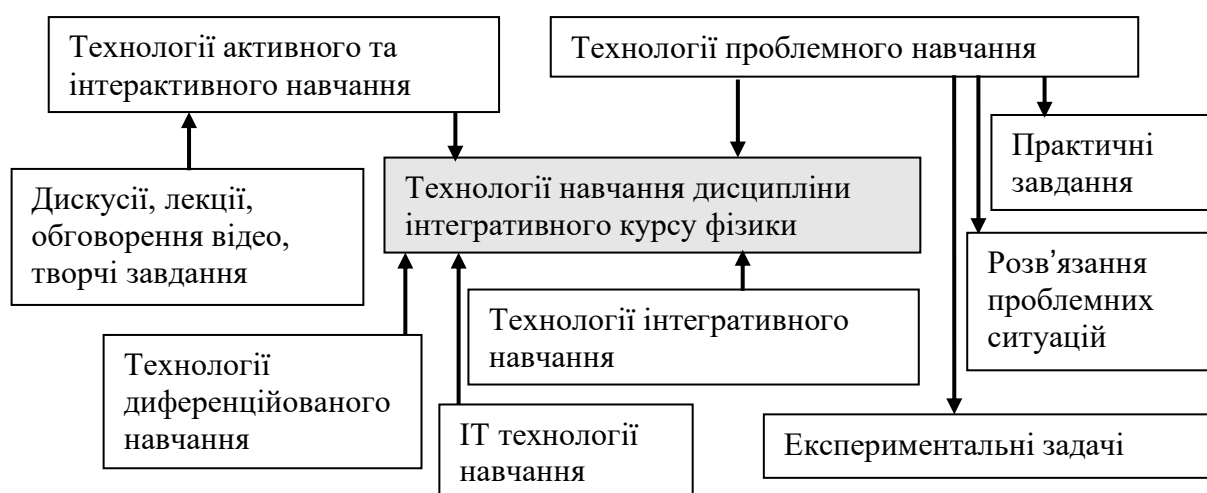 Технології активного та
інтерактивного навчання
Технології проблемного навчання
Практичні
завдання
Технології навчання дисципліни
інтегративного курсу фізики
Дискусії, лекції,
обговорення відео,
творчі завдання
Розв’язання
проблемних
ситуацій
Технології інтегративного
навчання
Технології
диференційованого
навчання
ІТ технології
навчання
Експериментальні задачі